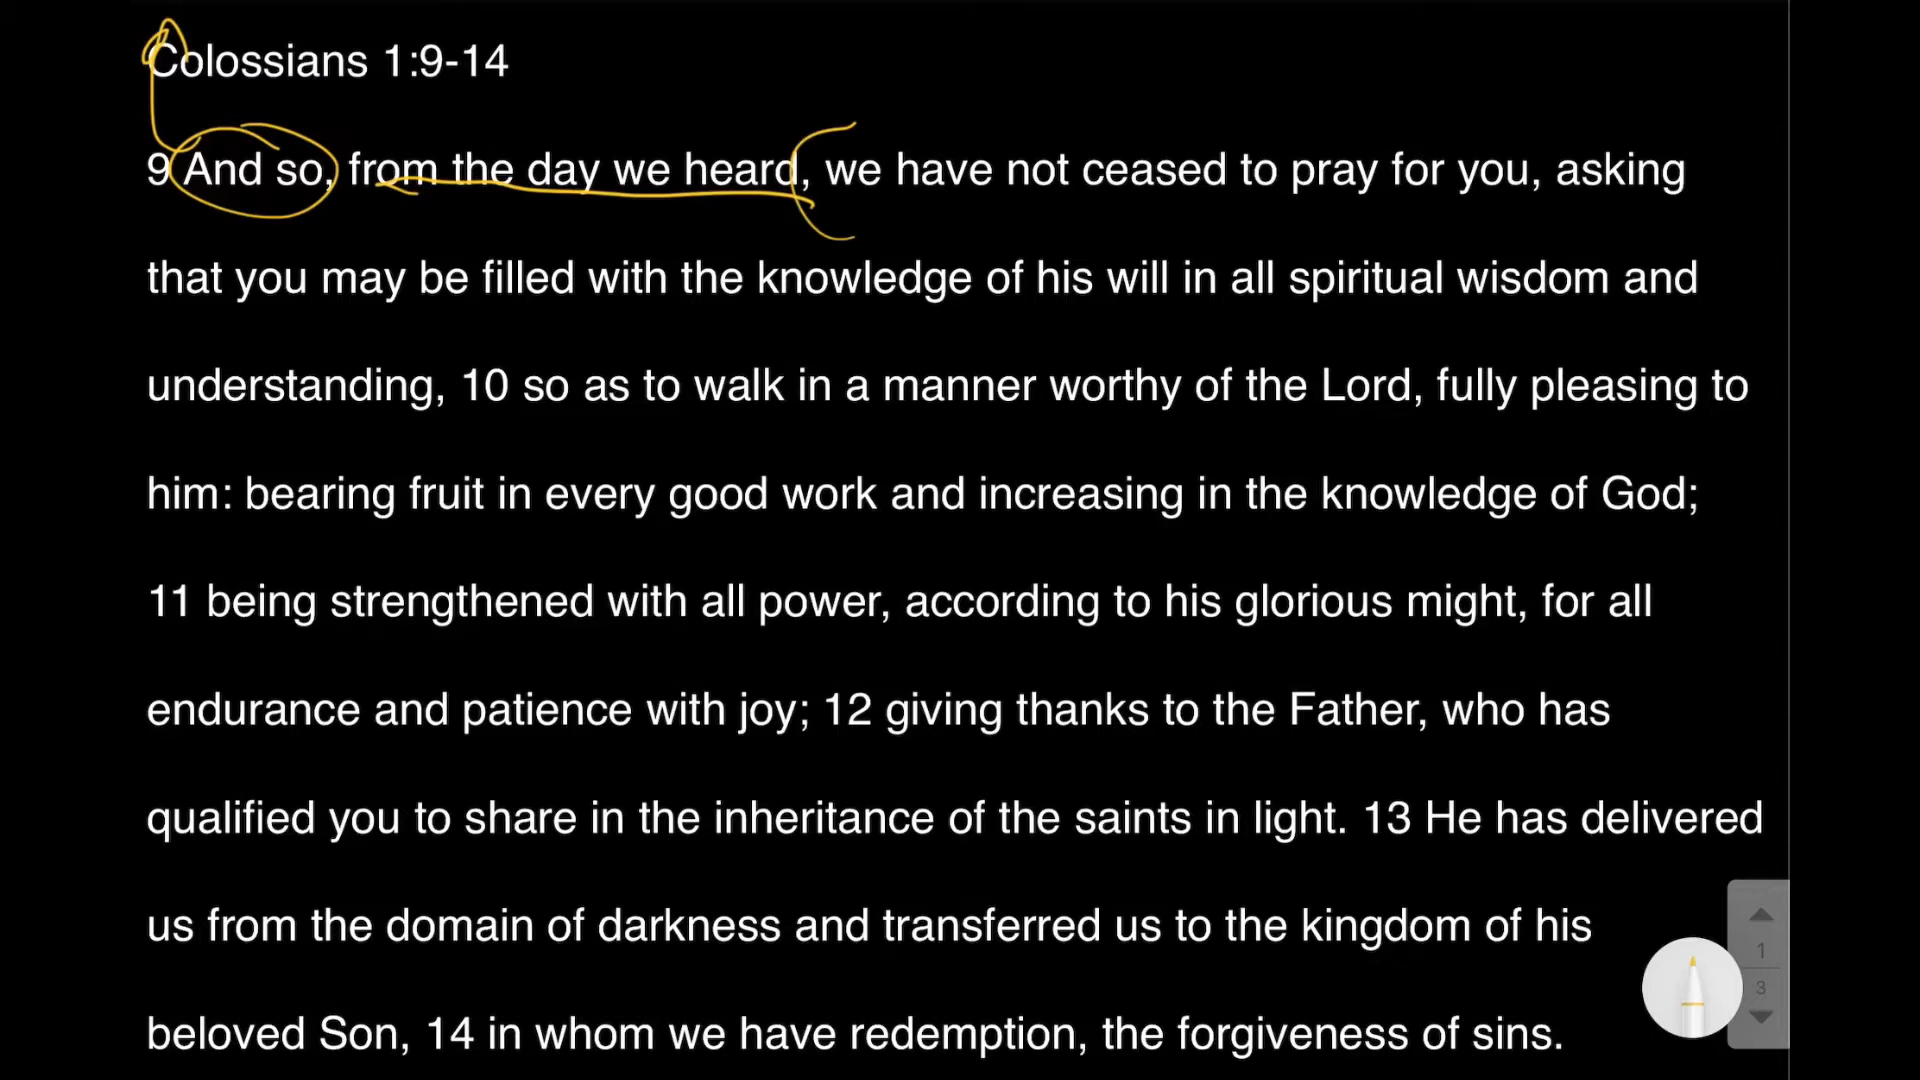 Colossians 1:9-14
9 And so, from the day we heard, we have not ceased to pray for you, asking
that you may be filled with the knowledge of his will in all spiritual wisdom and
understanding, 10 so as to walk in a manner worthy of the Lord, fully pleasing to
him: bearing fruit in every good work and increasing in the knowledge of God;
11 being strengthened with all power, according to his glorious might, for all
endurance and patience with joy; 12 giving thanks to the Father, who has
qualified you to share in the inheritance of the saints in light. 13 He has delivered
us from the domain of darkness and transferred us to the kingdom of his
beloved Son, 14 in whom we have redemption, the forgiveness of sins.
1
3